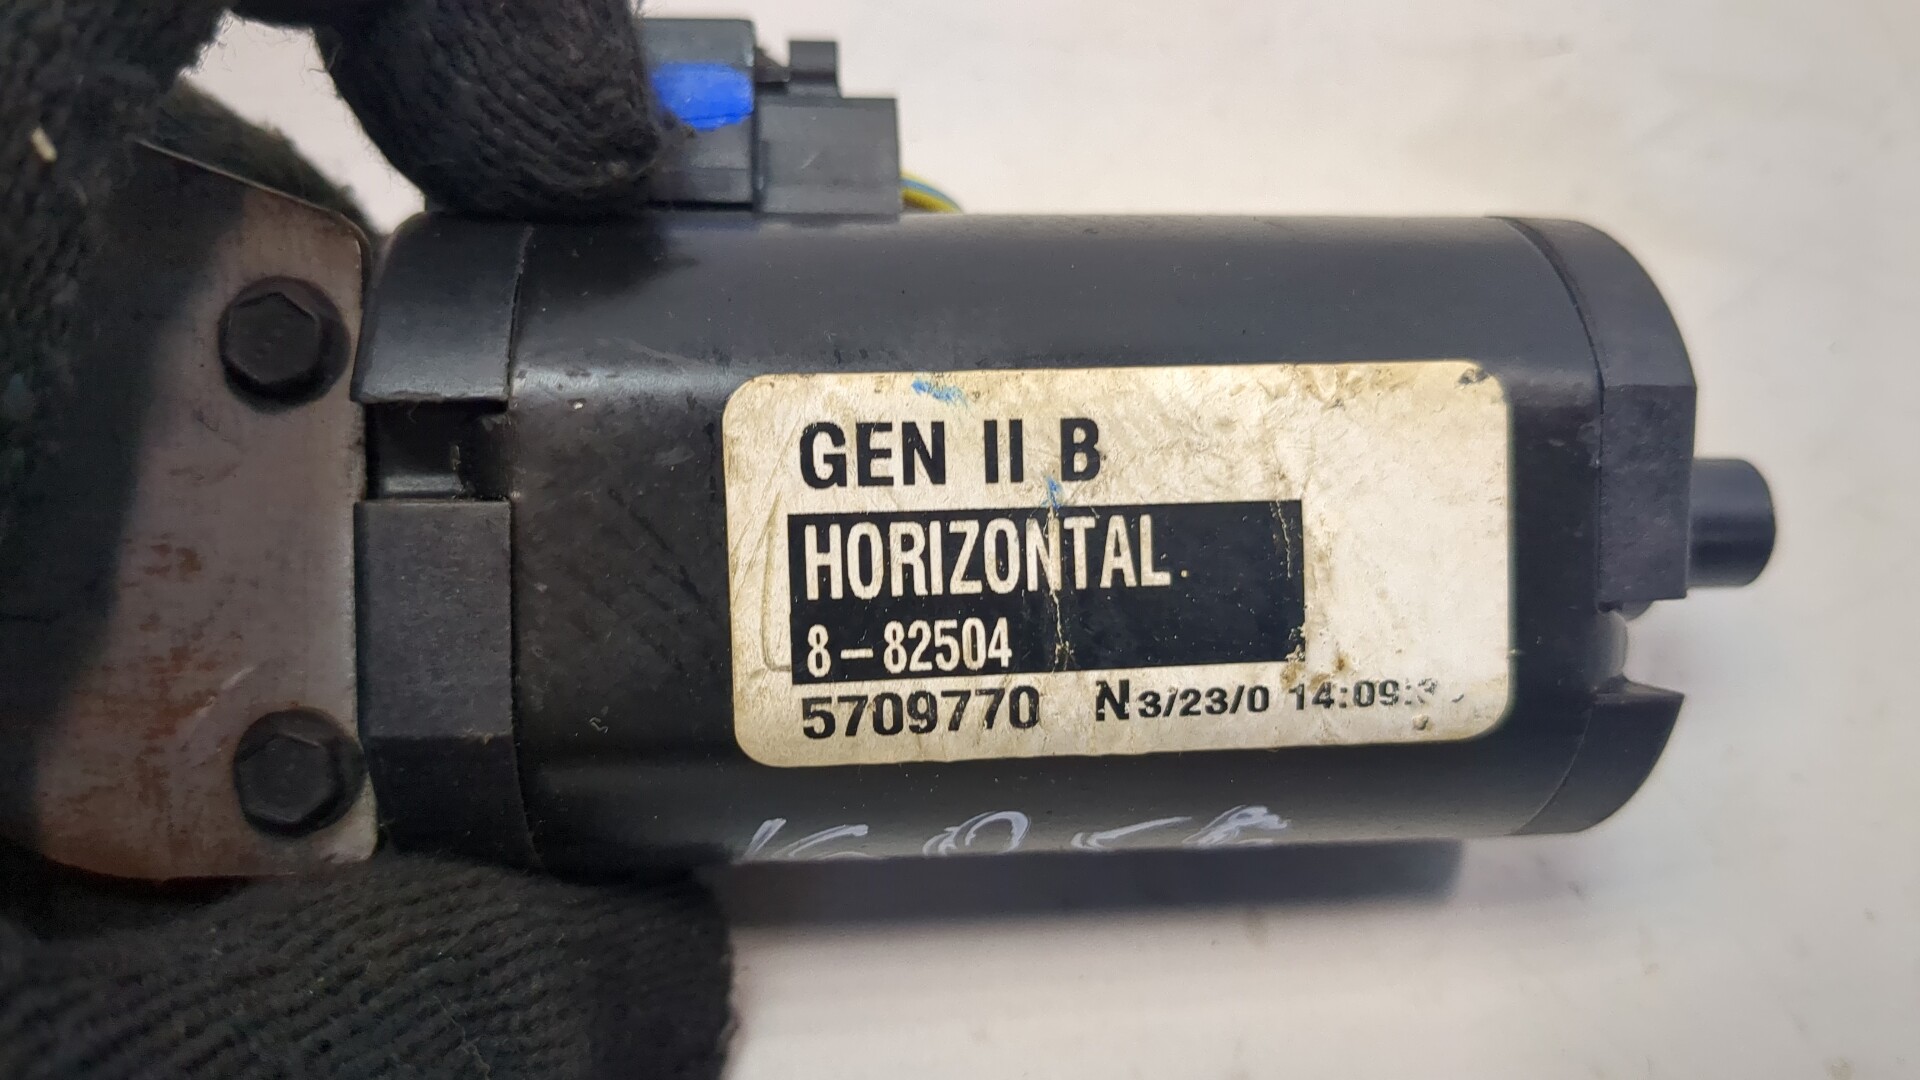 GEN II B
HORIZONTAL
8-82504
5709770 N3/23/0 14:09: